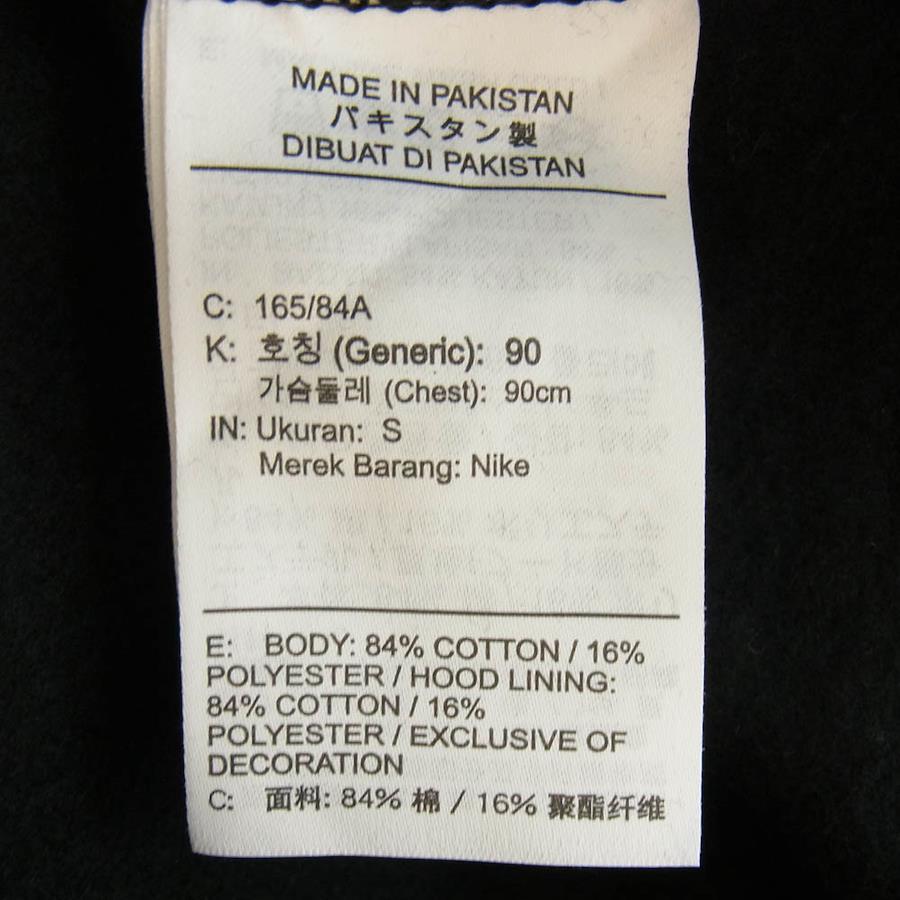 MADE IN PAKISTAN
パキスタン製
DIBUAT DI PAKISTAN
C: 165/84A
K: 호칭 (Generic): 90
가슴둘레 (Chest): 90cm
IN: Ukuran: S
Merek Barang: Nike
E: BODY: 84% COTTON / 16%
POLYESTER / HOOD LINING:
84% COTTON / 16%
POLYESTER / EXCLUSIVE OF
DECORATION
C: 面料: 84% 棉 / 16% 聚酯纤维